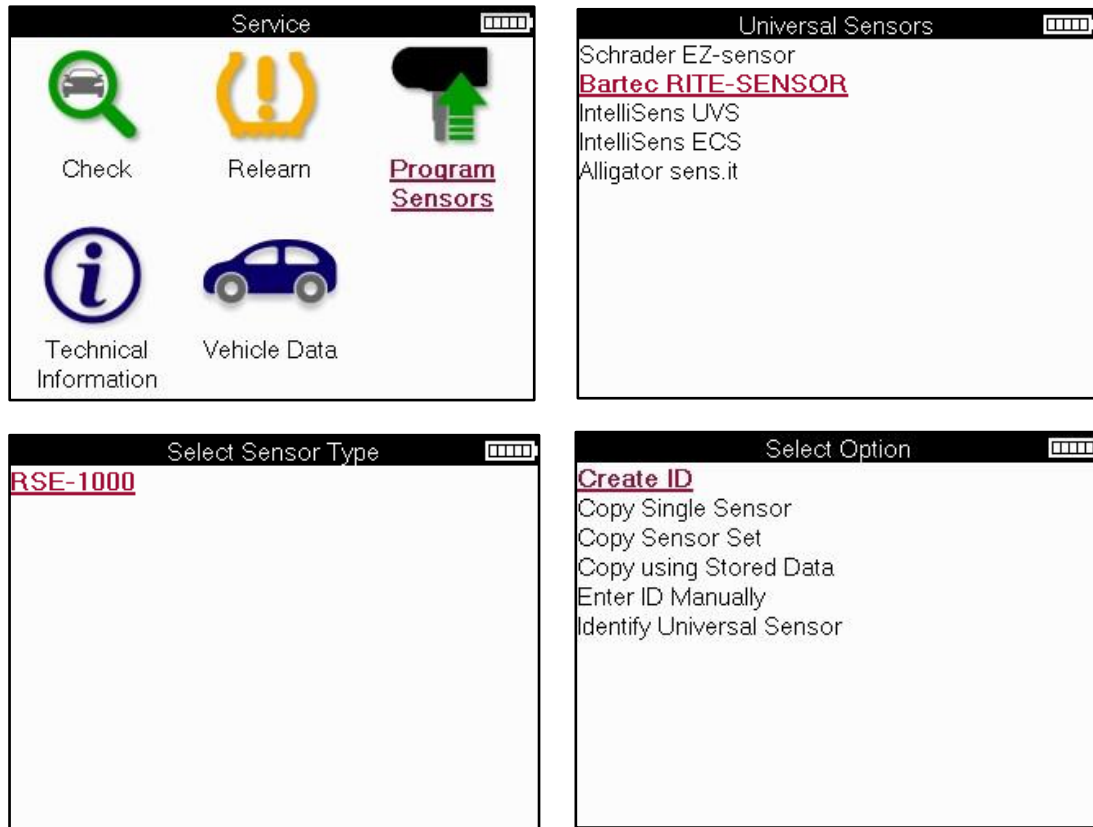 Service
Check
Relearn
Program
Sensors
Technical
Information
Vehicle Data
Universal Sensors
Schrader EZ-sensor
Bartec RITE-SENSOR
IntelliSens UVS
IntelliSens ECS
Alligator sens.it
Select Sensor Type
RSE-1000
Select Option
Create ID
Copy Single Sensor
Copy Sensor Set
Copy using Stored Data
Enter ID Manually
Identify Universal Sensor